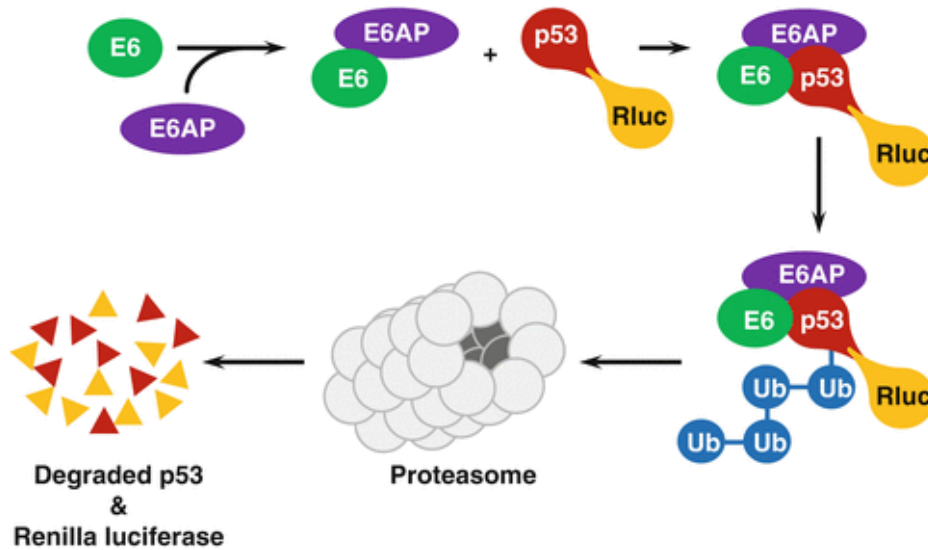 E6
E6AP
E6AP
E6
+
p53
Rluc
E6AP
E6
p53
Rluc
E6AP
E6
p53
Rluc
Ub
Ub
Ub
Ub
Proteasome
Degraded p53
&
Renilla luciferase